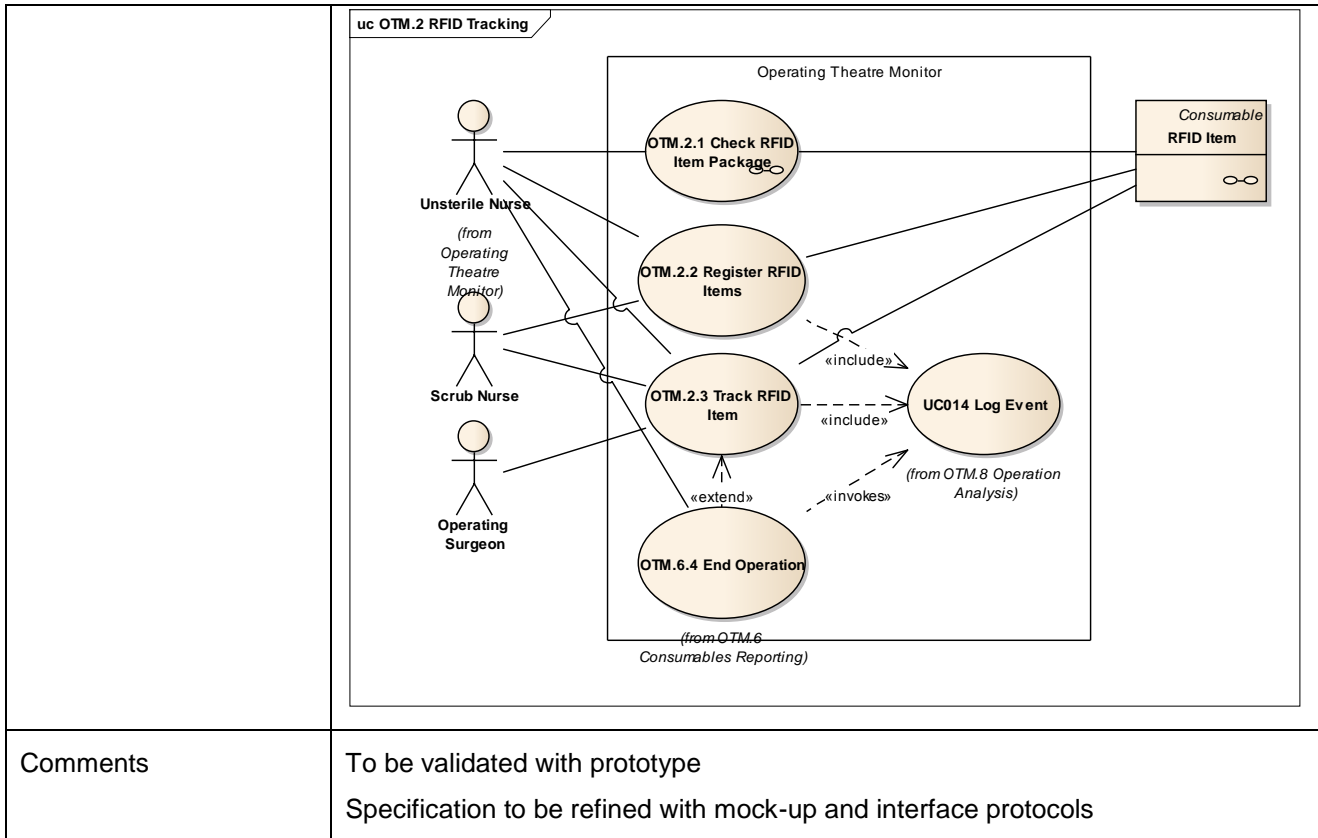 uc OTM.2 RFID Tracking
Operating Theatre Monitor
Consumable
RFID Item
OTM.2.1 Check RFID
Item Package
Unsterile Nurse
(from
Operating
Theatre
Monitor)
OTM.2.2 Register RFID
Items
«include»
Scrub Nurse
OTM.2.3 Track RFID
Item
«include»
UC014 Log Event
(from OTM.8 Operation
Analysis)
«extend»
«invokes»
Operating
Surgeon
OTM.6.4 End Operation
(from OTM.6
Consumables Reporting)
Comments
To be validated with prototype
Specification to be refined with mock-up and interface protocols